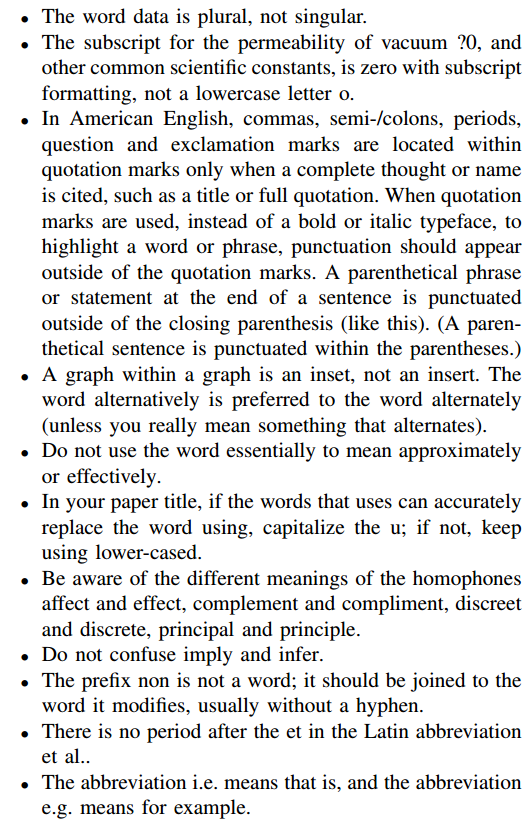 • The word data is plural, not singular.
• The subscript for the permeability of vacuum ?0, and
other common scientific constants, is zero with subscript
formatting, not a lowercase letter o.
• In American English, commas, semi-/colons, periods,
question and exclamation marks are located within
quotation marks only when a complete thought or name
is cited, such as a title or full quotation. When quotation
marks are used, instead of a bold or italic typeface, to
highlight a word or phrase, punctuation should appear
outside of the quotation marks. A parenthetical phrase
or statement at the end of a sentence is punctuated
outside of the closing parenthesis (like this). (A paren-
thetical sentence is punctuated within the parentheses.)
• A graph within a graph is an inset, not an insert. The
word alternatively is preferred to the word alternately
(unless you really mean something that alternates).
• Do not use the word essentially to mean approximately
or effectively.
• In your paper title, if the words that uses can accurately
replace the word using, capitalize the u; if not, keep
using lower-cased.
• Be aware of the different meanings of the homophones
affect and effect, complement and compliment, discreet
and discrete, principal and principle.
• Do not confuse imply and infer.
• The prefix non is not a word; it should be joined to the
word it modifies, usually without a hyphen.
• There is no period after the et in the Latin abbreviation
et al..
• The abbreviation i.e. means that is, and the abbreviation
e.g. means for example.